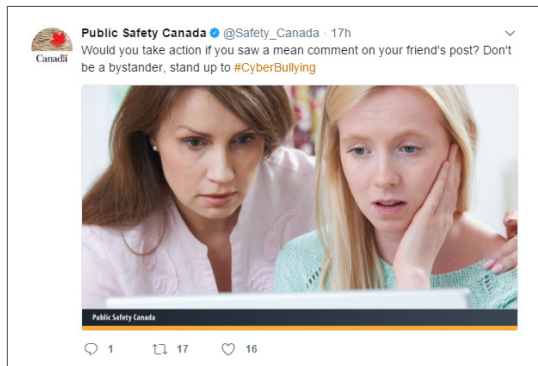 Public Safety Canada @Safety_Canada · 17h
Canada
Would you take action if you saw a mean comment on your friend's post? Don't
be a bystander, stand up to #CyberBullying
Public Safety Canada
1 17 16